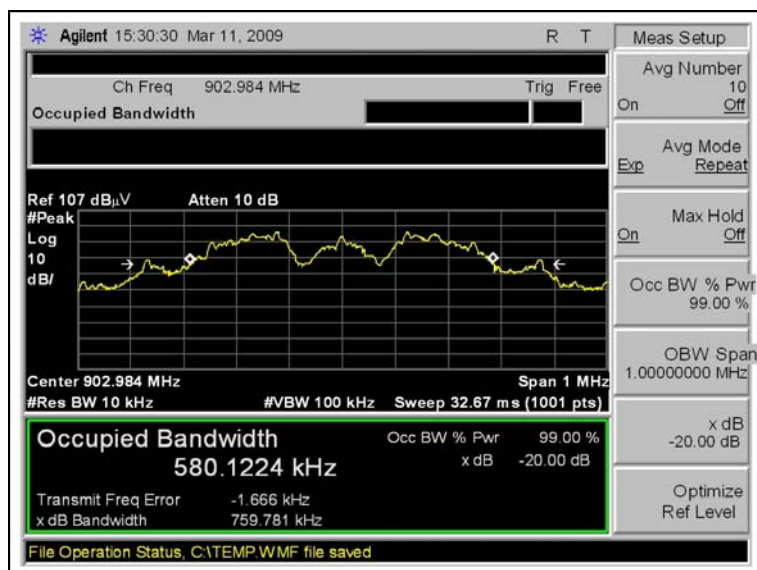 Agilent 15:30:30 Mar 11, 2009 R T
Ch Freq 902.984 MHz Trig Free
Occupied Bandwidth
Ref 107 dBμV Atten 10 dB
#Peak
Log
10
dB/
Center 902.984 MHz Span 1 MHz
#Res BW 10 kHz #VBW 100 kHz Sweep 32.67 ms (1001 pts)
Occupied Bandwidth Occ BW % Pwr 99.00 %
580.1224 kHz x dB -20.00 dB
Transmit Freq Error -1.666 kHz
x dB Bandwidth 759.781 kHz
File Operation Status, C:\TEMP.WMF file saved
Meas Setup
Avg Number
10
On Off
Avg Mode
Exp Repeat
Max Hold
On Off
Occ BW % Pwr
99.00 %
OBW Span
1.00000000 MHz
x dB
-20.00 dB
Optimize
Ref Level